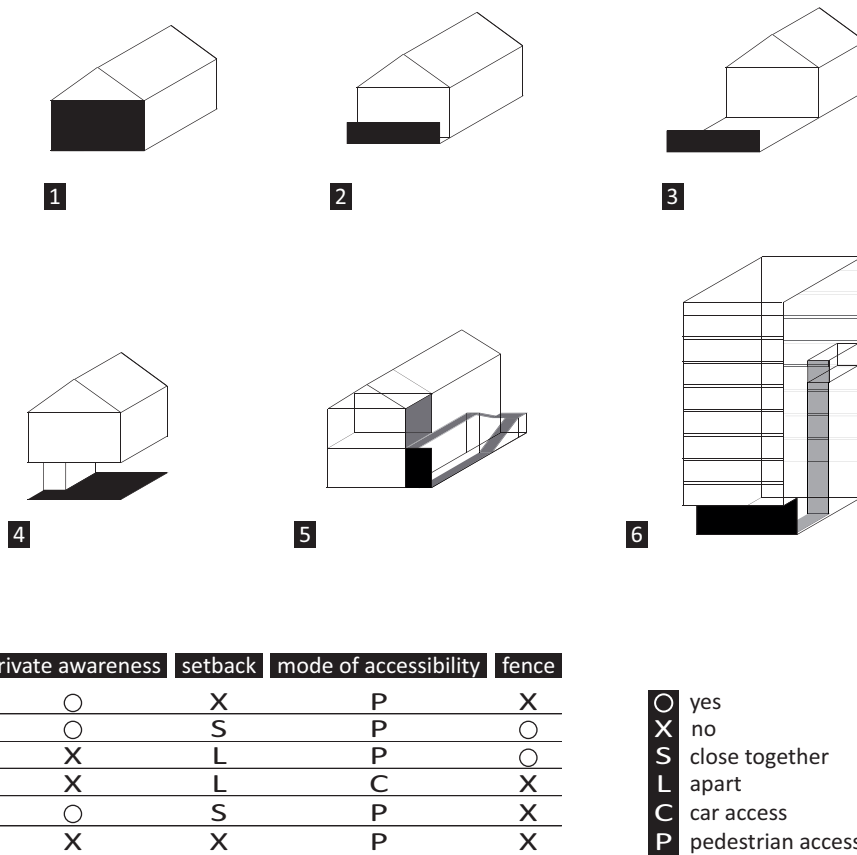 1
2
3
4
5
6
rivate awareness setback mode of accessibility fence
○ X P X
○ S P ○
X L P ○
X L C X
○ S P X
X X P X
○ yes
X no
S close together
L apart
C car access
P pedestrian access